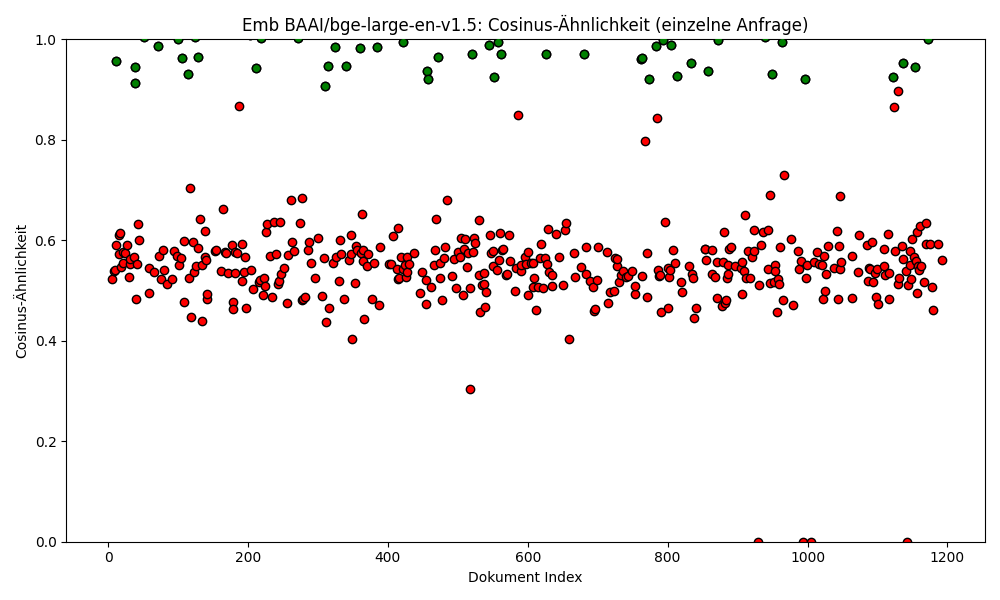 Emb BAAI/bge-large-en-v1.5: Cosinus-Ähnlichkeit (einzelne Anfrage)
Cosinus-Ähnlichkeit
1.0
0.8
0.6
0.4
0.2
0.0
0 200 400 600 800 1000 1200
Dokument Index